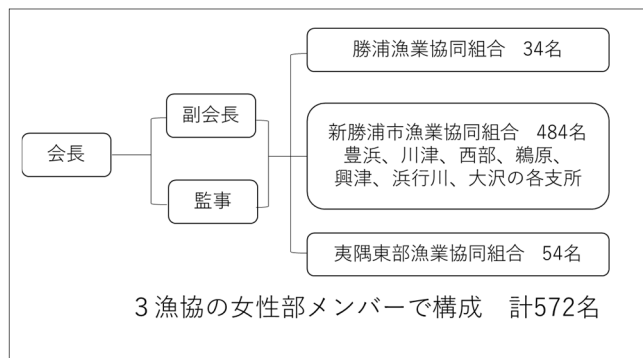 会長
副会長
監事
勝浦漁業協同組合　34名
新勝浦市漁業協同組合　484名
豊浜、川津、西部、鵜原、
興津、浜行川、大沢の各支所
夷隅東部漁業協同組合　54名
３漁協の女性部メンバーで構成　計572名